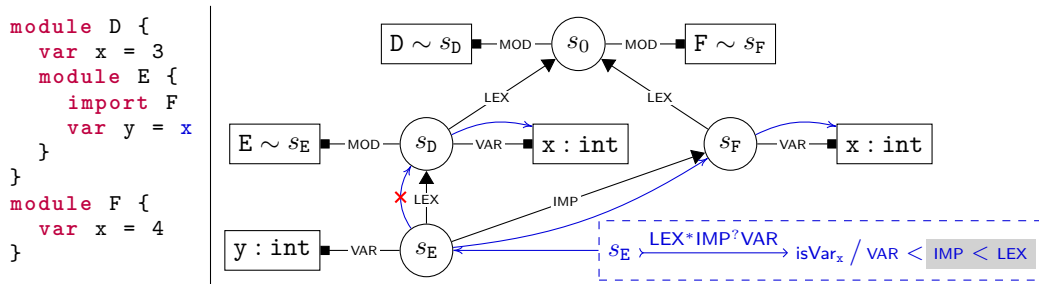 module D {
var x = 3
module E {
import F
var y = x
}
}
module F {
var x = 4
}
D ∼ s_D MOD s_0 MOD F ∼ s_F
LEX LEX
E ∼ s_E MOD s_D VAR x : int s_F VAR x : int
LEX IMP
y : int VAR s_E s_E LEX*IMP?VAR isVar_x / VAR < IMP < LEX